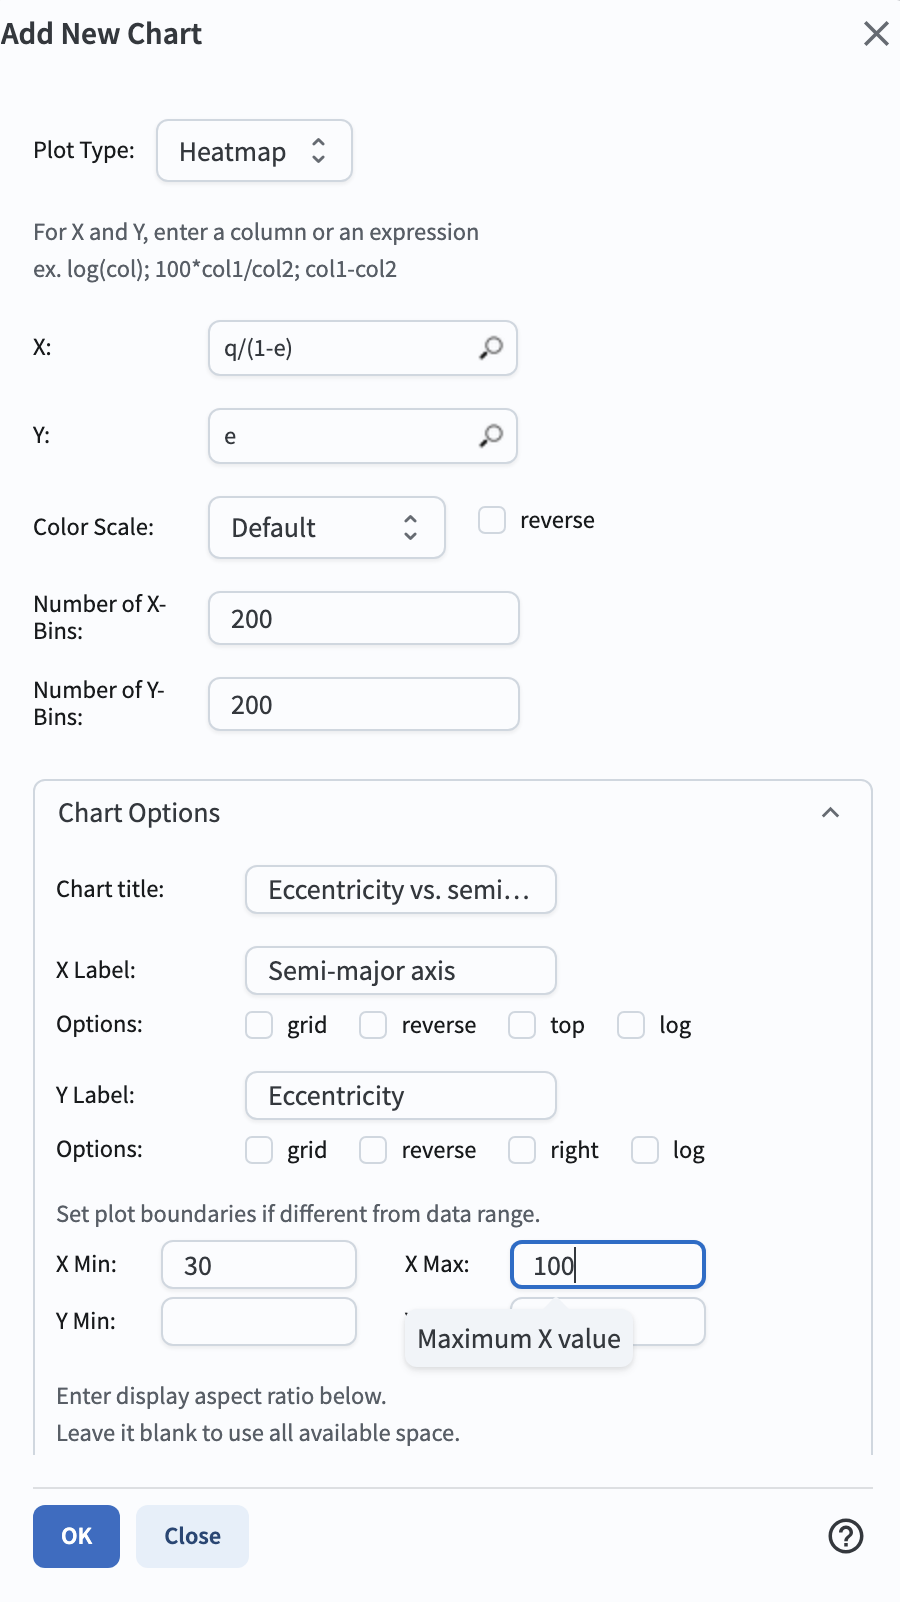 Add New Chart
Plot Type: Heatmap
For X and Y, enter a column or an expression
ex. log(col); 100*col1/col2; col1-col2
X: q/(1-e)
Y: e
Color Scale: Default reverse
Number of X-
Bins: 200
Number of Y-
Bins: 200
Chart Options
Chart title: Eccentricity vs. semi...
X Label: Semi-major axis
Options: grid reverse top log
Y Label: Eccentricity
Options: grid reverse right log
Set plot boundaries if different from data range.
X Min: 30 X Max: 100
Y Min:
Maximum X value
Enter display aspect ratio below.
Leave it blank to use all available space.
OK Close